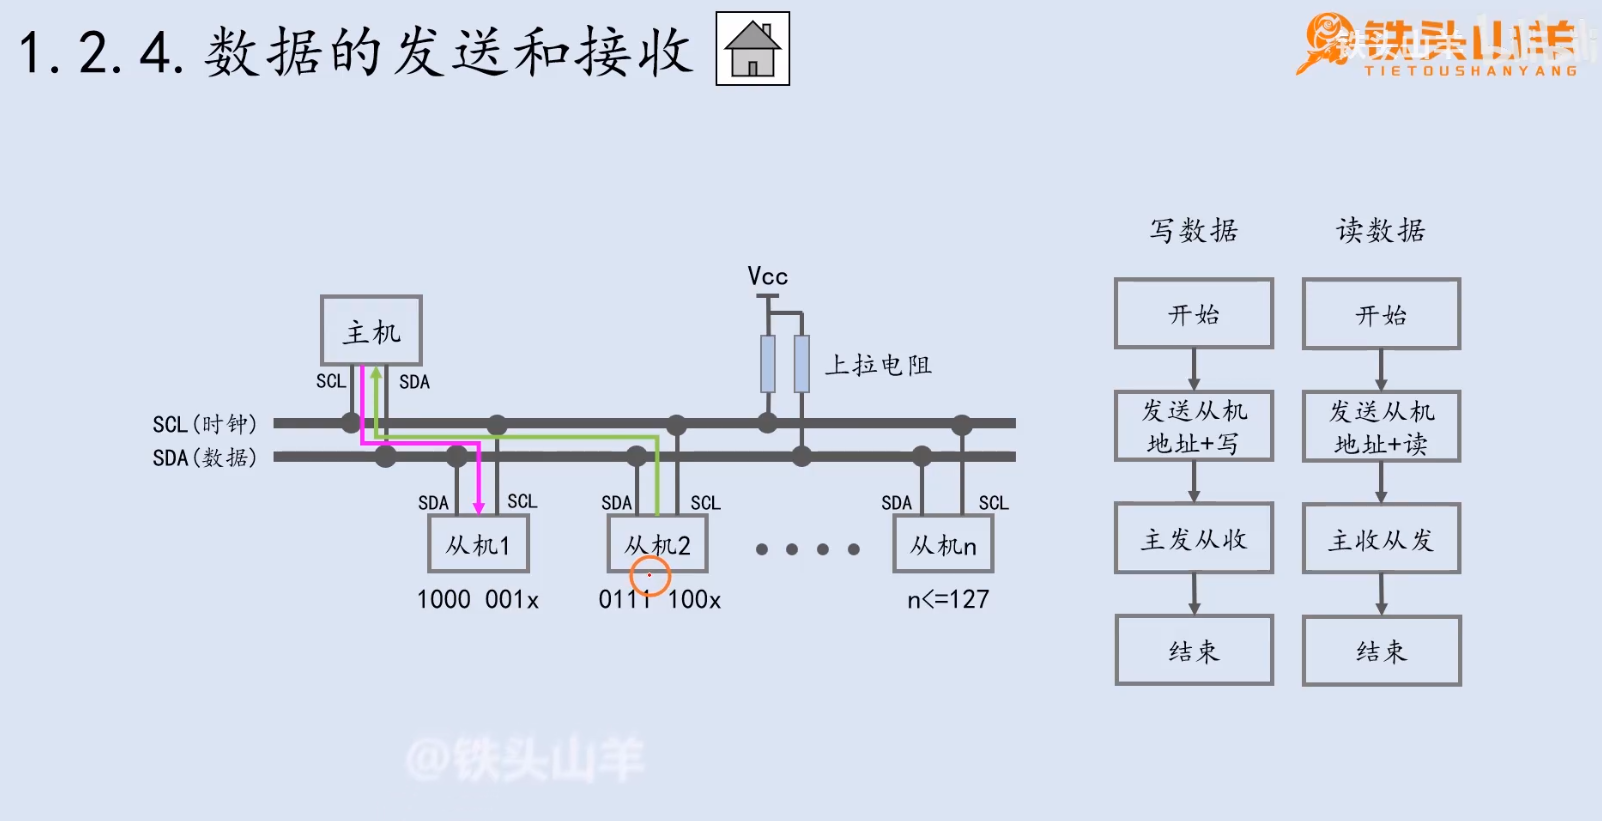 1.2.4.数据的发送和接收
铁头山羊
TIETOUSHANYANG
写数据
读数据
Vcc
主机
上拉电阻
SCL
SDA
SCL(时钟)
SDA(数据)
SDA
SCL
SDA
SCL
SDA
SCL
从机1
从机2
从机n
1000 001x
0111 100x
n<=127
开始
发送从机
地址+写
主发从收
结束
开始
发送从机
地址+读
主收从发
结束
@铁头山羊